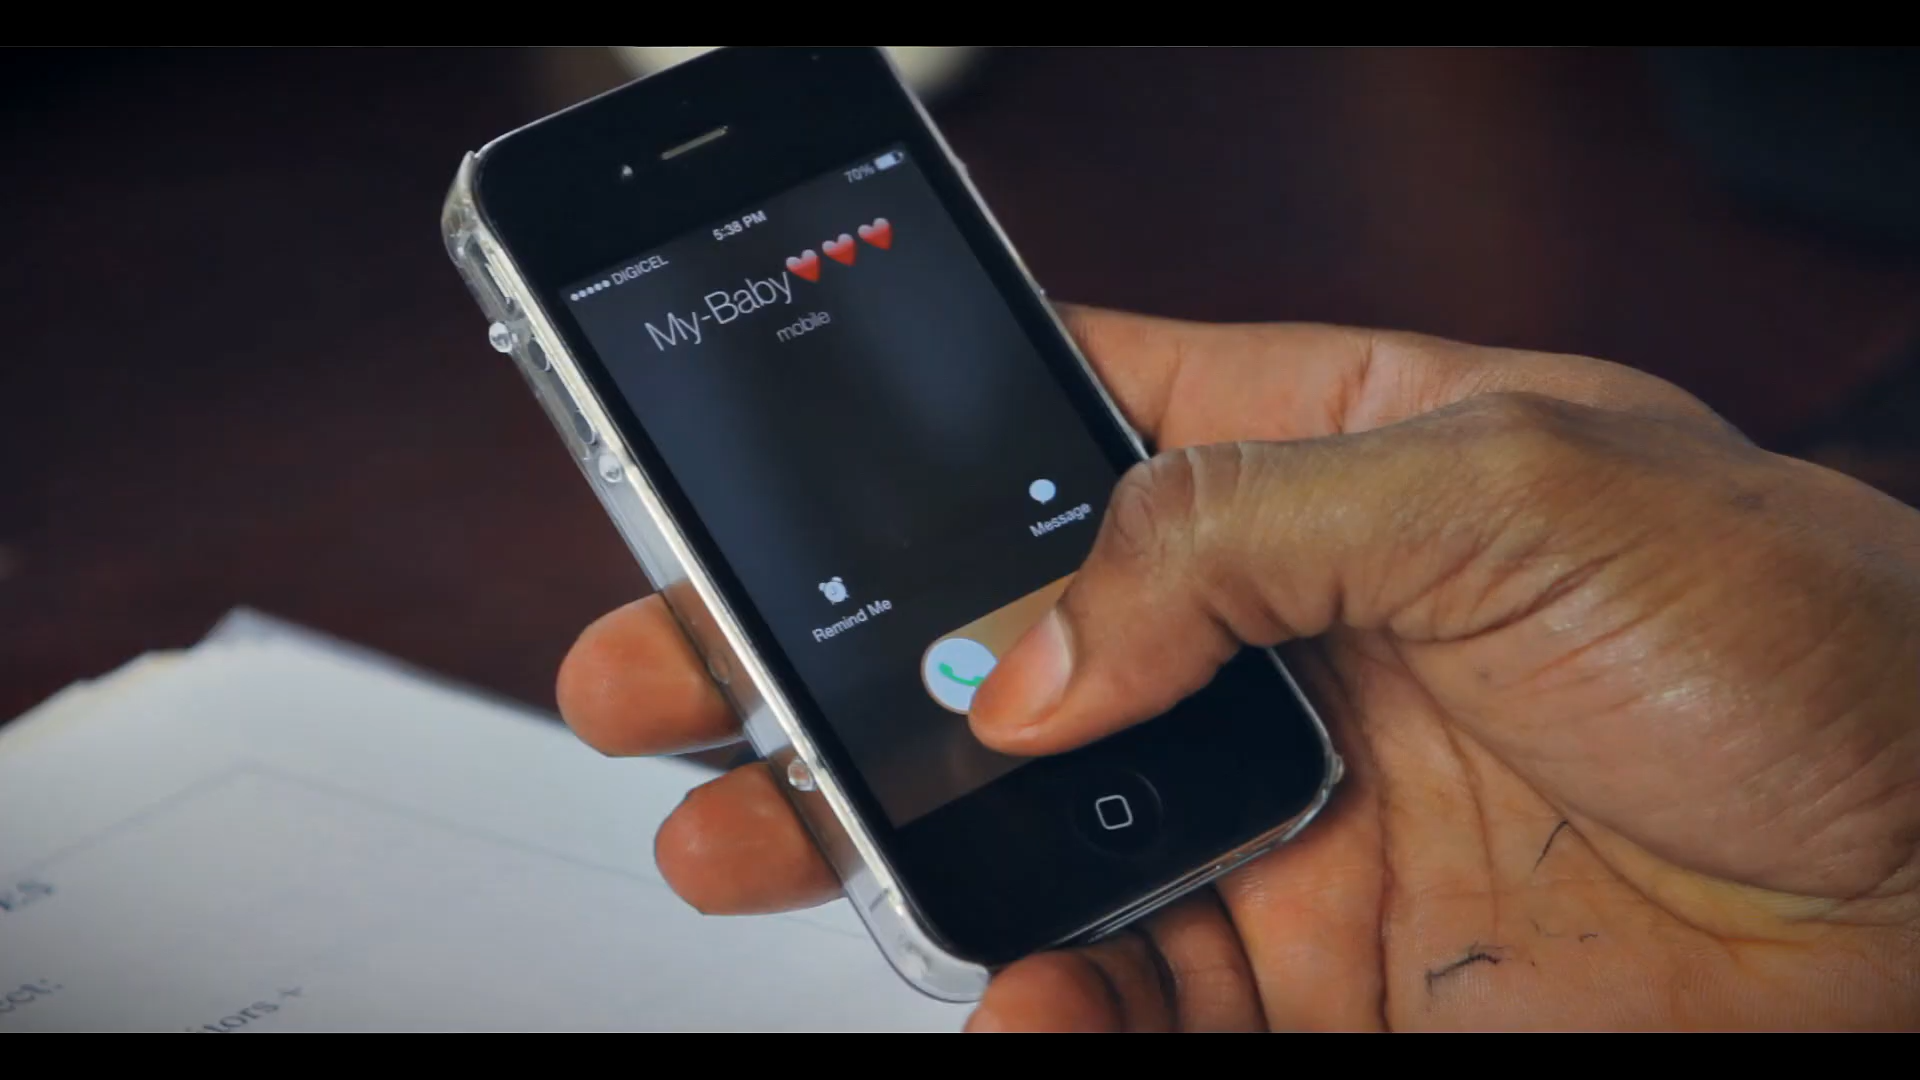 ●●●●● DIGICEL 5:38 PM 70%
My-Baby❤❤❤
mobile
Remind Me
Message